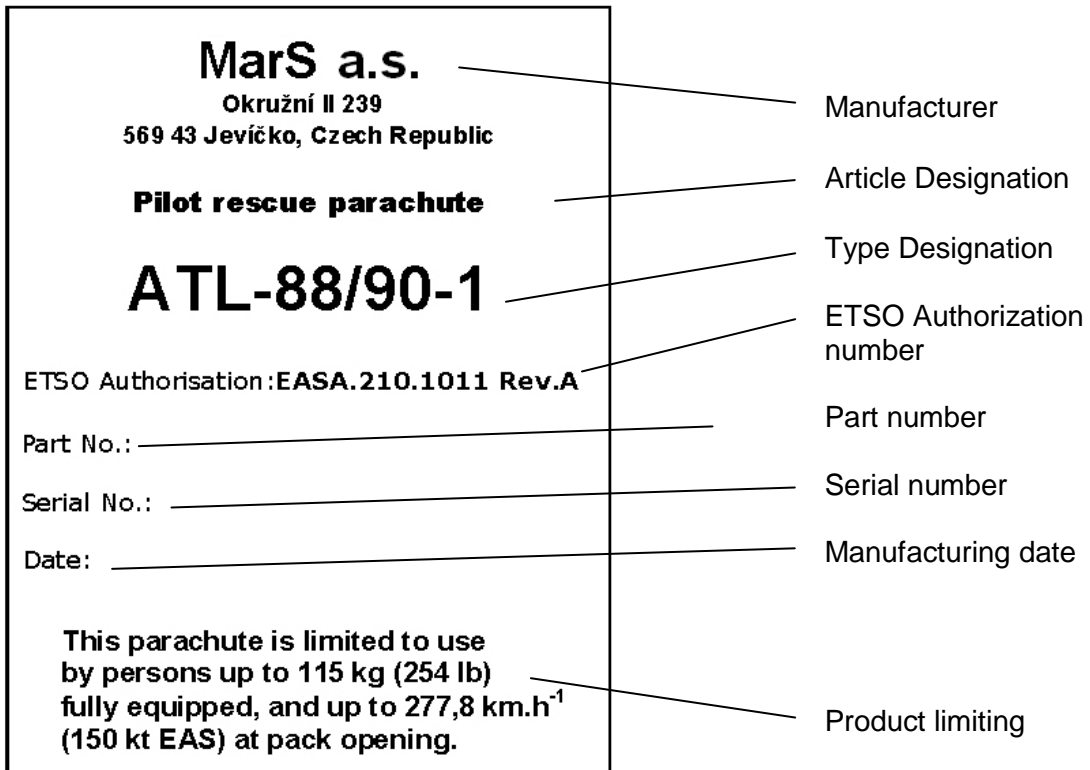 MarS a.s.
Okružní II 239
569 43 Jevíčko, Czech Republic
Pilot rescue parachute
ATL-88/90-1
ETSO Authorisation:EASA.210.1011 Rev.A
Part No.:
Serial No.:
Date:
This parachute is limited to use
by persons up to 115 kg (254 lb)
fully equipped, and up to 277,8 km.h⁻¹
(150 kt EAS) at pack opening.
Manufacturer
Article Designation
Type Designation
ETSO Authorization
number
Part number
Serial number
Manufacturing date
Product limiting